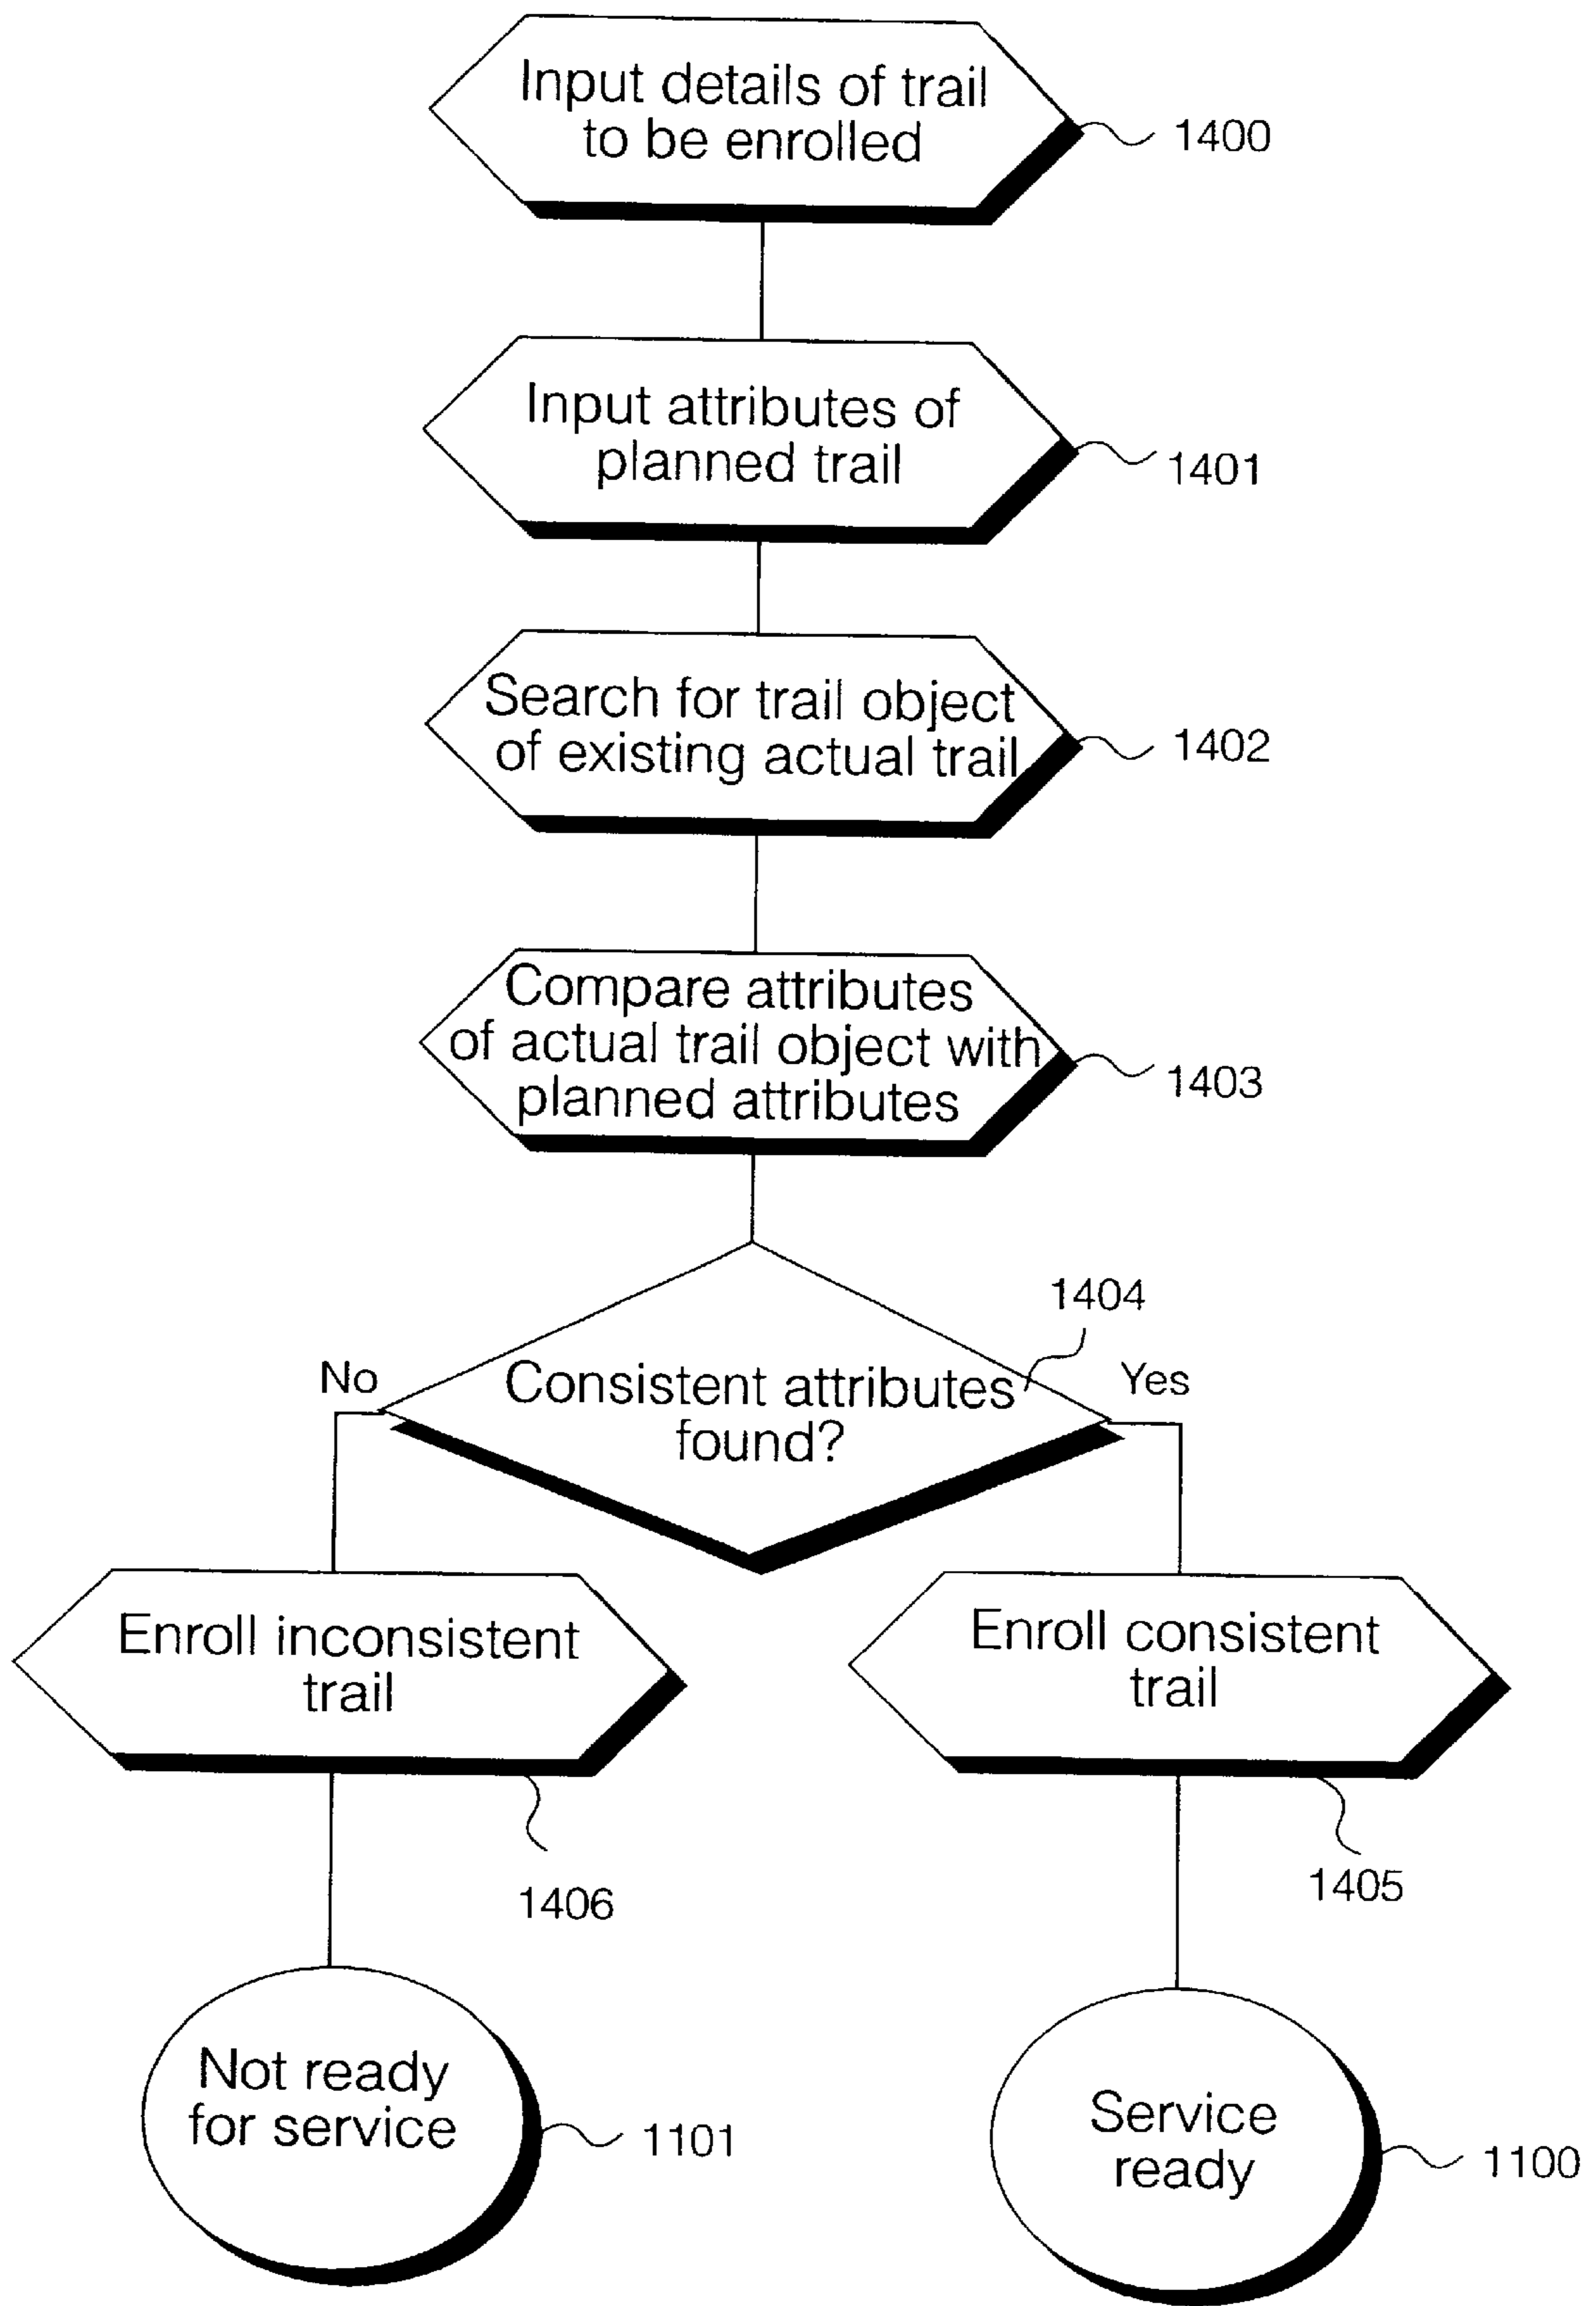 Input details of trail
to be enrolled
1400
Input attributes of
planned trail
1401
Search for trail object
of existing actual trail
1402
Compare attributes
of actual trail object with
planned attributes
1403
1404
No
Yes
Consistent attributes
found?
Enroll inconsistent
trail
Enroll consistent
trail
1406
1405
Not ready
for service
1101
Service
ready
1100